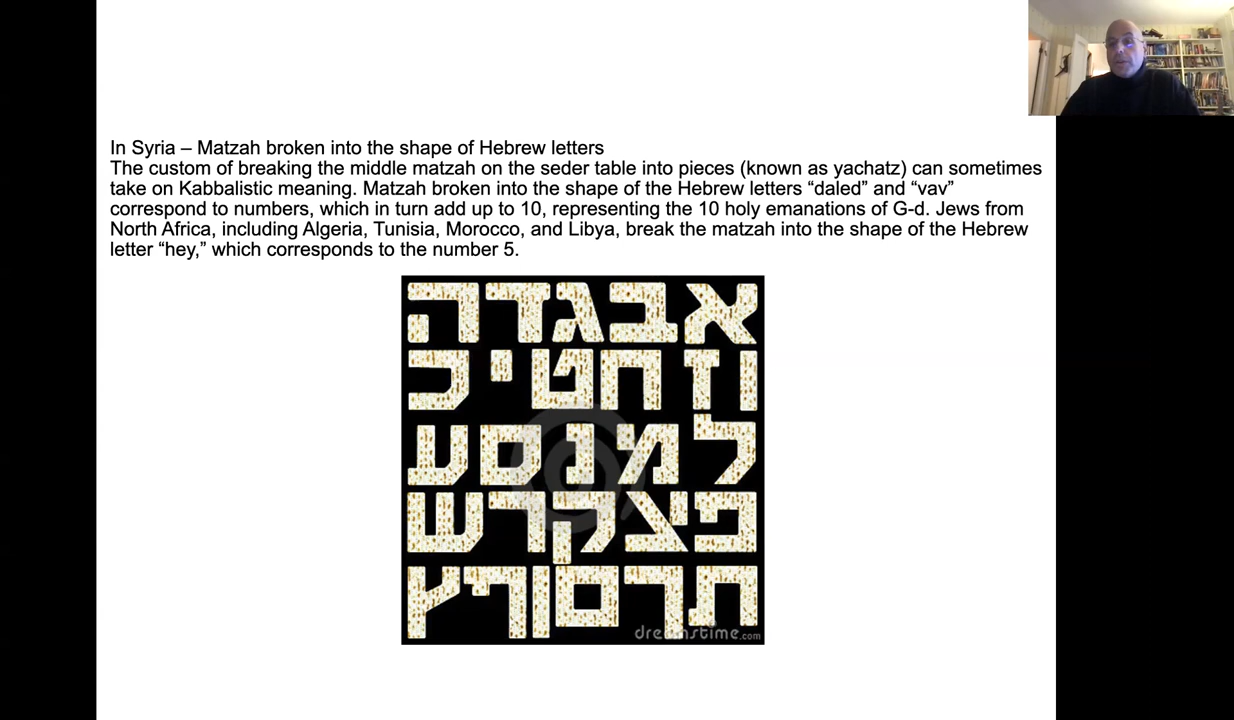 In Syria – Matzah broken into the shape of Hebrew letters
The custom of breaking the middle matzah on the seder table into pieces (known as yachatz) can sometimes
take on Kabbalistic meaning. Matzah broken into the shape of the Hebrew letters “daled” and “vav”
correspond to numbers, which in turn add up to 10, representing the 10 holy emanations of G-d. Jews from
North Africa, including Algeria, Tunisia, Morocco, and Libya, break the matzah into the shape of the Hebrew
letter “hey,” which corresponds to the number 5.
אבגדה
וזחטיכ
למנסע
פצקרש
תךםןףץ
dreamstime.com